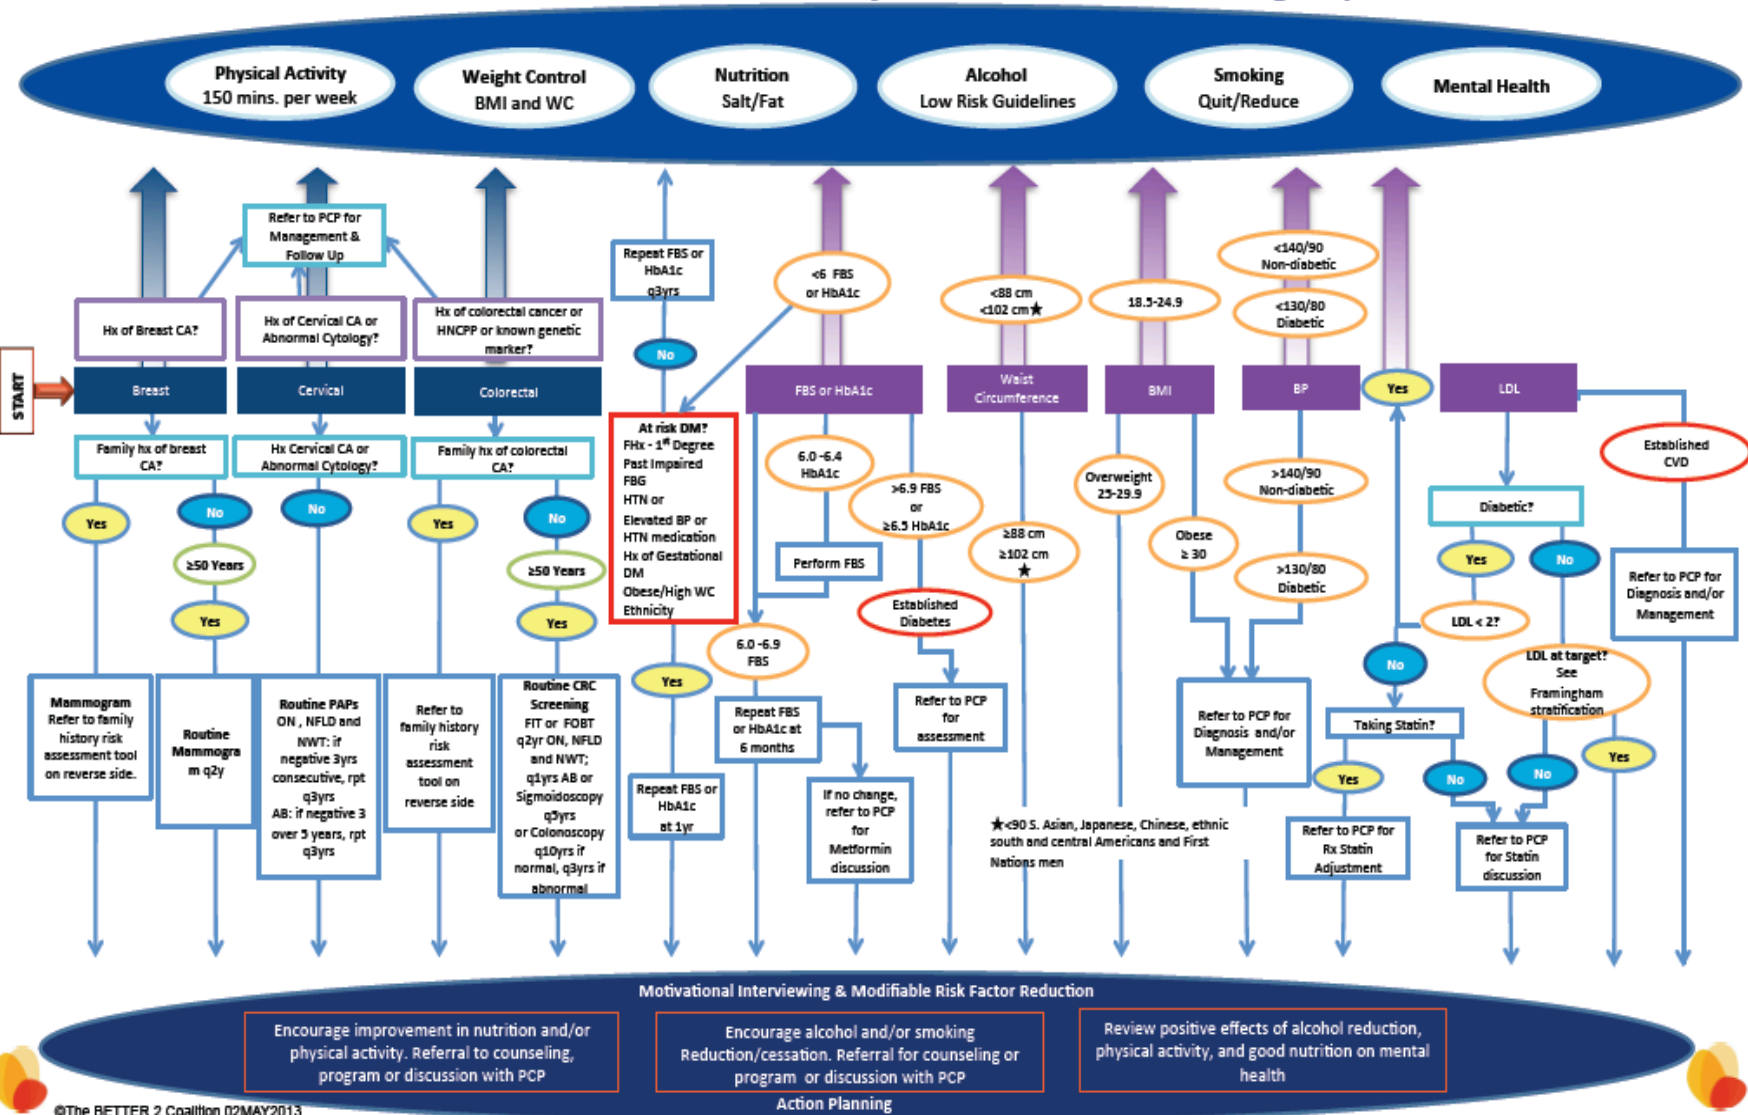 Physical Activity
150 mins. per week
Weight Control
BMI and WC
Nutrition
Salt/Fat
Alcohol
Low Risk Guidelines
Smoking
Quit/Reduce
Mental Health
Refer to PCP for
Management &
Follow Up
Repeat FBS or
HbA1c
q3yrs
<6 FBS
or HbA1c
<88 cm
<102 cm★
18.5-24.9
<140/90
Non-diabetic
<130/80
Diabetic
Hx of Breast CA?
Hx of Cervical CA or
Abnormal Cytology?
Hx of colorectal cancer or
HNCPP or known genetic
marker?
No
START
Breast
Cervical
Colorectal
FBS or HbA1c
Waist
Circumference
BMI
BP
Yes
LDL
Family hx of breast
CA?
Hx Cervical CA or
Abnormal Cytology?
Family hx of colorectal
CA?
At risk DM?
FHx - 1st Degree
Past Impaired
FBG
HTN or
Elevated BP or
HTN medication
Hx of Gestational
DM
Obese/High WC
Ethnicity
6.0 -6.4
HbA1c
>6.9 FBS
or
≥6.5 HbA1c
Overweight
25-29.9
>140/90
Non-diabetic
Established
CVD
Diabetic?
Yes
No
No
Yes
No
≥50 Years
Yes
≥50 Years
Yes
Perform FBS
≥88 cm
≥102 cm
★
Obese
≥ 30
>130/80
Diabetic
Yes
No
Refer to PCP for
Diagnosis and/or
Management
Established
Diabetes
LDL < 2?
6.0 -6.9
FBS
Yes
No
LDL at target?
See
Framingham
stratification
Mammogram
Refer to family
history risk
assessment tool
on reverse side.
Routine
Mammogra
m q2y
Routine PAPs
ON , NFLD and
NWT: if
negative 3yrs
consecutive, rpt
q3yrs
AB: if negative 3
over 5 years, rpt
q3yrs
Refer to
family history
risk
assessment
tool on
reverse side
Routine CRC
Screening
FIT or FOBT
q2yr ON, NFLD
and NWT;
q1yrs AB or
Sigmoidoscopy
q5yrs
or Colonoscopy
q10yrs if
normal, q3yrs if
abnormal
Repeat FBS
or HbA1c at
6 months
Refer to PCP
for
assessment
Refer to PCP for
Diagnosis and/or
Management
Taking Statin?
Yes
No
No
Yes
Repeat FBS or
HbA1c
at 1yr
If no change,
refer to PCP
for
Metformin
discussion
★<90 S. Asian, Japanese, Chinese, ethnic
south and central Americans and First
Nations men
Refer to PCP for
Rx Statin
Adjustment
Refer to PCP
for Statin
discussion
Motivational Interviewing & Modifiable Risk Factor Reduction
Encourage improvement in nutrition and/or
physical activity. Referral to counseling,
program or discussion with PCP
Encourage alcohol and/or smoking
Reduction/cessation. Referral for counseling or
program or discussion with PCP
Review positive effects of alcohol reduction,
physical activity, and good nutrition on mental
health
Action Planning
©The BETTER 2 Coalition 02MAY2013